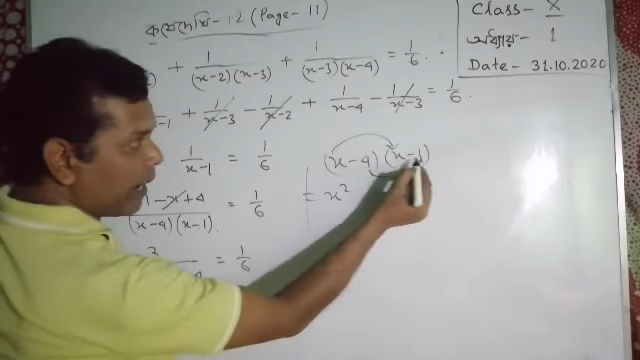 কষে দেখি - 1.2 (Page - 11)
Class - X
অধ্যায় - 1
Date - 31.10.2020
) + 1/((x-2)(x-3)) + 1/((x-3)(x-4)) = 1/6 .
+ 1/(x-3) - 1/(x-2) + 1/(x-4) - 1/(x-3) = 1/6 .
1/(x-1) = 1/6
(x-4)(x-1)
- x + 4 / (x-4)(x-1) = 1/6
= x²
= 1/6